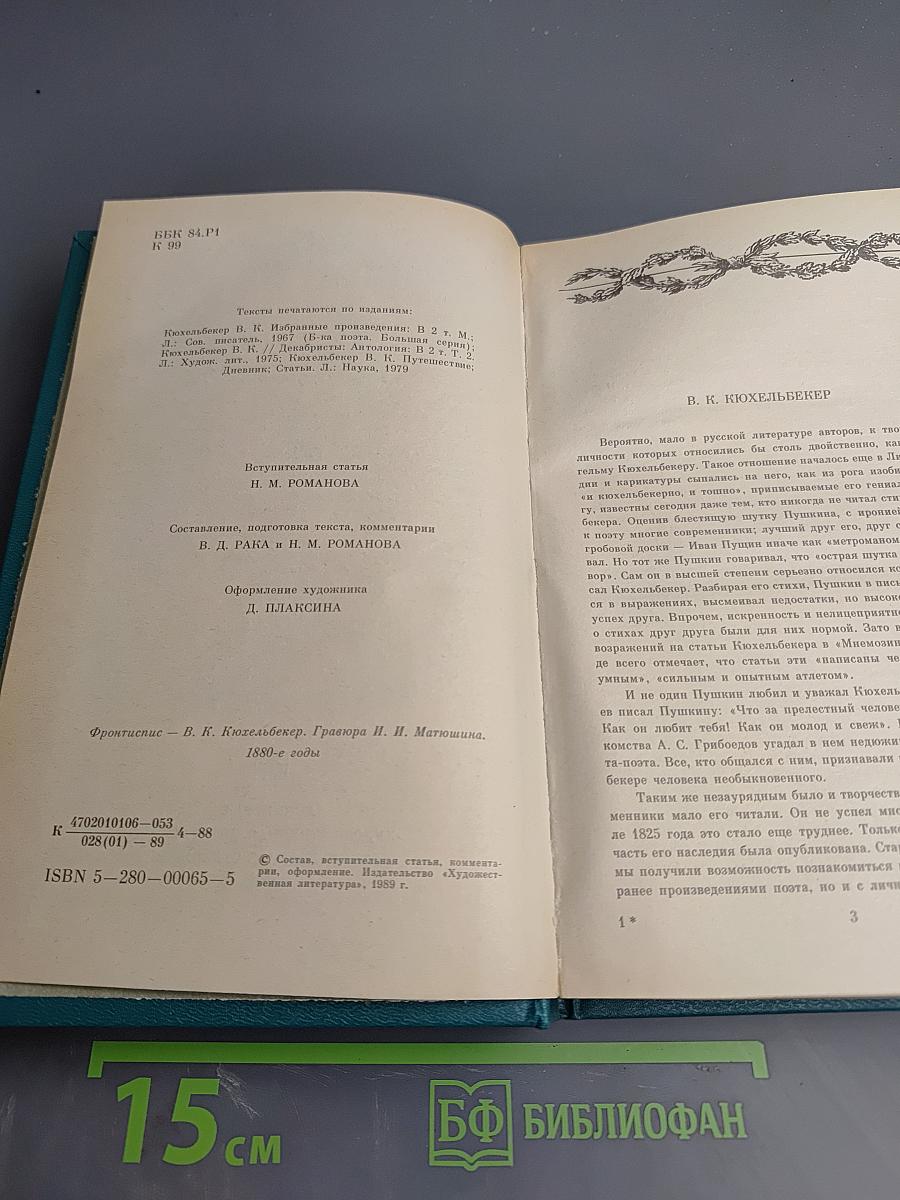 ББК 84.Р1
К 99
Тексты печатаются по изданиям:
Кюхельбекер В. К. Избранные произведения: В 2 т. М.;
Л.: Сов. писатель, 1967 (Б-ка поэта. Большая серия);
Кюхельбекер В. К. // Декабристы: Антология: В 2 т. Т. 2.
Л.: Худож. лит., 1975; Кюхельбекер В. К. Путешествие;
Дневник; Статьи. Л.: Наука, 1979
Вступительная статья
Н. М. РОМАНОВА
Составление, подготовка текста, комментарии
В. Д. РАКА и Н. М. РОМАНОВА
Оформление художника
Д. ПЛАКСИНА
Фронтиспис — В. К. Кюхельбекер. Гравюра И. И. Матюшина.
1880-е годы
К 4702010106—053 4—88
028(01) — 89
ISBN 5—280—00065—5
© Состав, вступительная статья, коммента-
рии, оформление. Издательство «Художест-
венная литература», 1989 г.
В. К. КЮХЕЛЬБЕКЕР
Вероятно, мало в русской литературе авторов, к тво
личности которых относились бы столь двойственно, как
гельму Кюхельбекеру. Такое отношение началось еще в Ли
дии и карикатуры сыпались на него, как из рога изоби
«и кюхельбекерно, и тошно», приписываемые его гениал
гу, известны сегодня даже тем, кто никогда не читал сти
бекера. Оценив блестящую шутку Пушкина, с иронией
к поэту многие современники; лучший друг его, друг с
гробовой доски — Иван Пущин иначе как «метроманом
вал. Но тот же Пушкин говаривал, что «острая шутка
вор». Сам он в высшей степени серьезно относился ко
сал Кюхельбекер. Разбирая его стихи, Пушкин в пись
ся в выражениях, высмеивал недостатки, но высоко
успех друга. Впрочем, искренность и нелицеприятно
о стихах друг друга были для них нормой. Зато в
возражений на статьи Кюхельбекера в «Мнемозин
де всего отмечает, что статьи эти «написаны че
умным», «сильным и опытным атлетом».
И не один Пушкин любил и уважал Кюхель
ев писал Пушкину: «Что за прелестный челове
Как он любит тебя! Как он молод и свеж».
комства А. С. Грибоедов угадал в нем недюжи
та-поэта. Все, кто общался с ним, признавали
бекере человека необыкновенного.
Таким же незаурядным было и творчеств
менники мало его читали. Он не успел мно
ле 1825 года это стало еще труднее. Только
часть его наследия была опубликована. Ста
мы получили возможность познакомиться
ранее произведениями поэта, но и с личн
1* 3
15 см
БФ БИБЛИОФАН